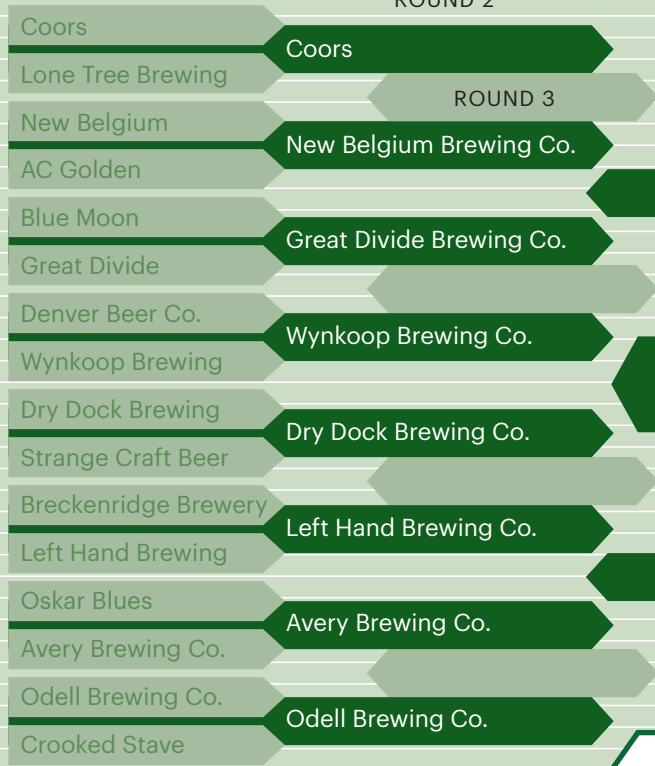 ROUND 2
Coors
Lone Tree Brewing
New Belgium
AC Golden
Blue Moon
Great Divide
Denver Beer Co.
Wynkoop Brewing
Dry Dock Brewing
Strange Craft Beer
Breckenridge Brewery
Left Hand Brewing
Oskar Blues
Avery Brewing Co.
Odell Brewing Co.
Crooked Stave
Coors
New Belgium Brewing Co.
Great Divide Brewing Co.
Wynkoop Brewing Co.
Dry Dock Brewing Co.
Left Hand Brewing Co.
Avery Brewing Co.
Odell Brewing Co.
ROUND 3